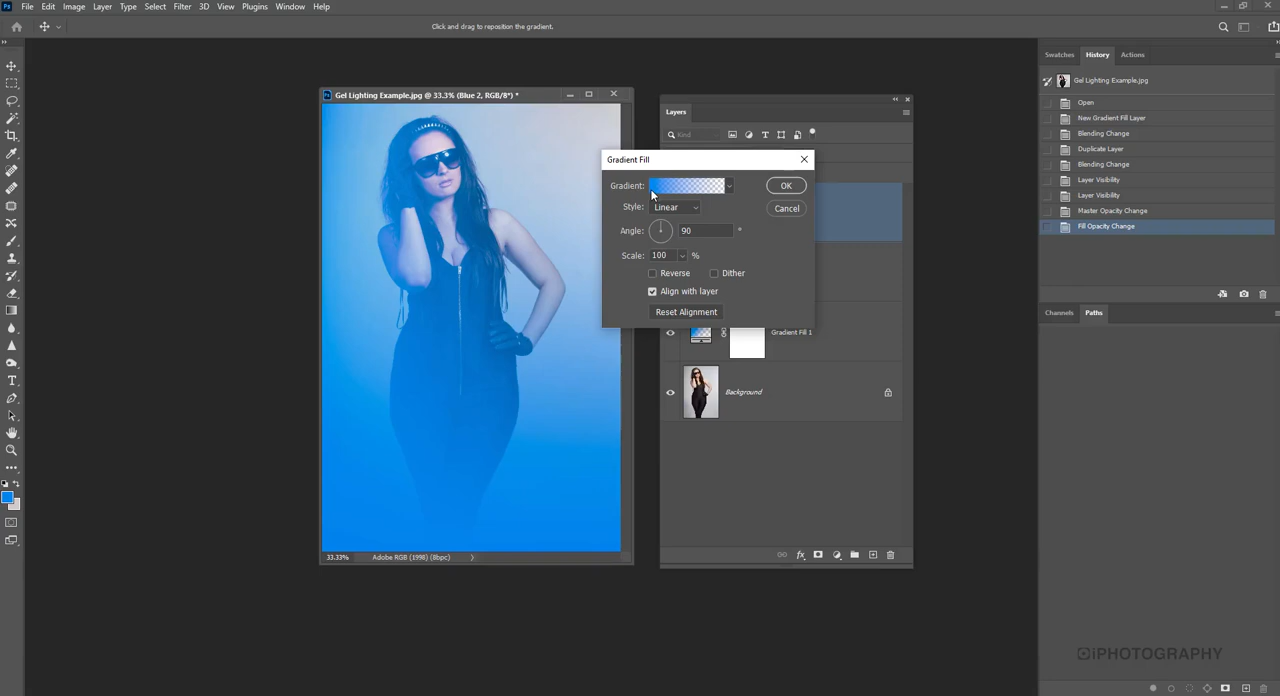 Ps File Edit Image Layer Type Select Filter 3D View Plugins Window Help
Click and drag to reposition the gradient.
Gel Lighting Example.jpg @ 33.3% (Blue 2, RGB/8*) *
33.33% Adobe RGB (1998) (8bpc)
Layers
Kind
Gradient Fill
Gradient:
OK
Style: Linear
Cancel
Angle: 90 °
Scale: 100 %
Reverse Dither
Align with layer
Reset Alignment
Gradient Fill 1
Background
fx
Swatches History Actions
Gel Lighting Example.jpg
Open
New Gradient Fill Layer
Blending Change
Duplicate Layer
Blending Change
Layer Visibility
Layer Visibility
Master Opacity Change
Fill Opacity Change
Channels Paths
iPHOTOGRAPHY